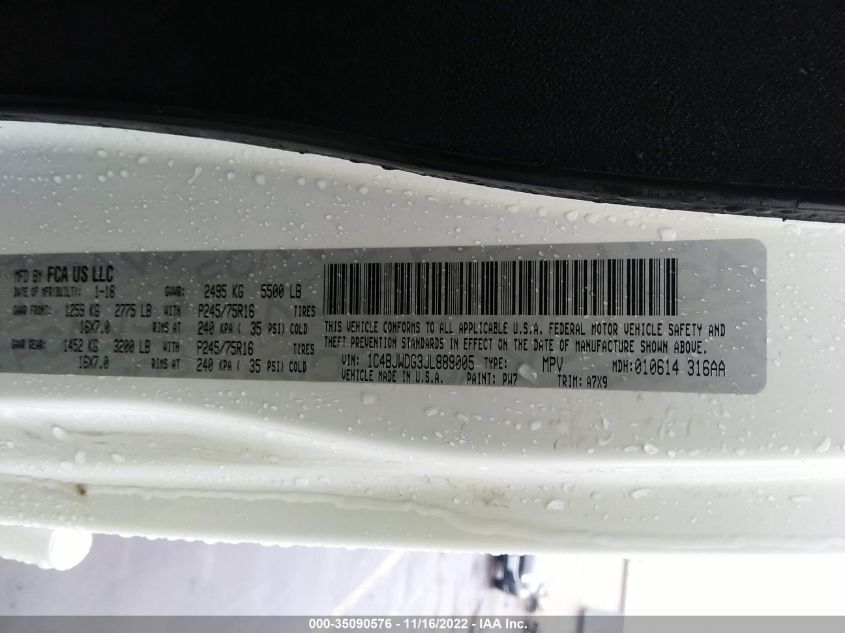 MFD BY FCA US LLC
DATE OF MFR(BUILT): 1-18 GVWR: 2495 KG 5500 LB
GAWR FRONT: 1259 KG 2775 LB WITH P245/75R16 TIRES
16X7.0 RIMS AT 240 KPA ( 35 PSI) COLD
GAWR REAR: 1452 KG 3200 LB WITH P245/75R16 TIRES
16X7.0 RIMS AT 240 KPA ( 35 PSI) COLD
THIS VEHICLE CONFORMS TO ALL APPLICABLE U.S.A. FEDERAL MOTOR VEHICLE SAFETY AND
THEFT PREVENTION STANDARDS IN EFFECT ON THE DATE OF MANUFACTURE SHOWN ABOVE.
VIN: 1C4BJWDG3JL889005 TYPE: MPV MDH:010614 316AA
VEHICLE MADE IN U.S.A. PAINT: PW7 TRIM: A7X9
000-35090576 - 11/16/2022 - IAA Inc.